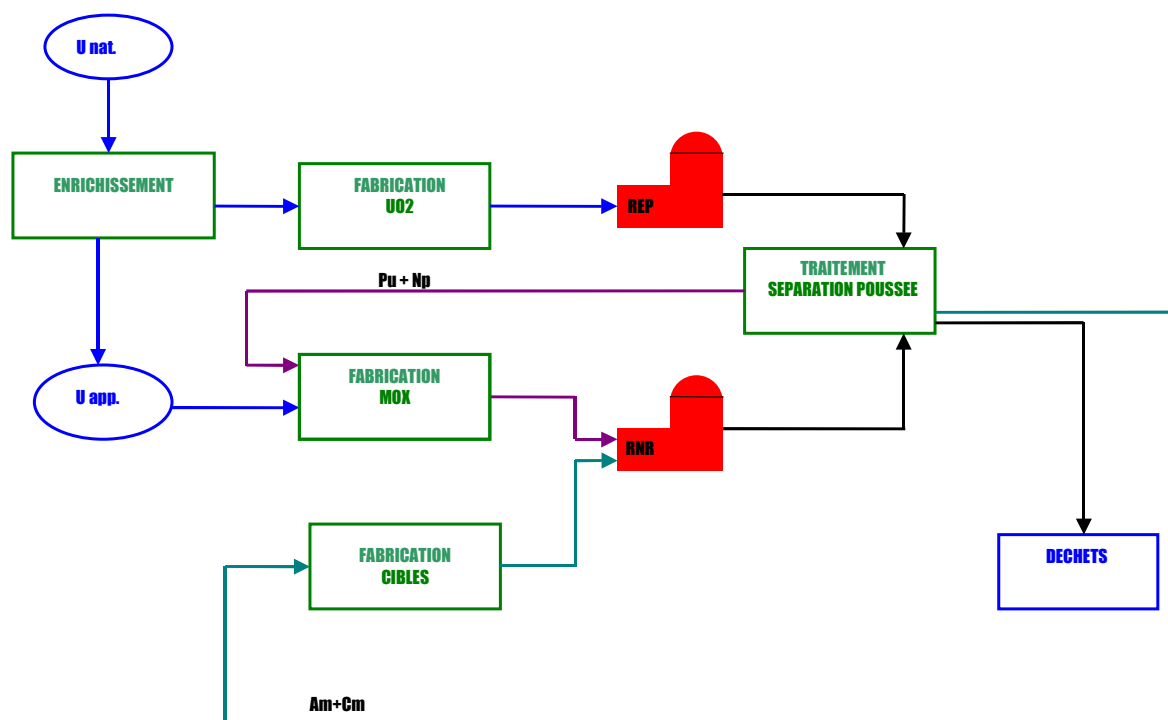 U nat.
ENRICHISSEMENT
FABRICATION
UO2
REP
TRAITEMENT
SEPARATION POUSSEE
Pu + Np
U app.
FABRICATION
MOX
RNR
FABRICATION
CIBLES
DECHETS
Am+Cm